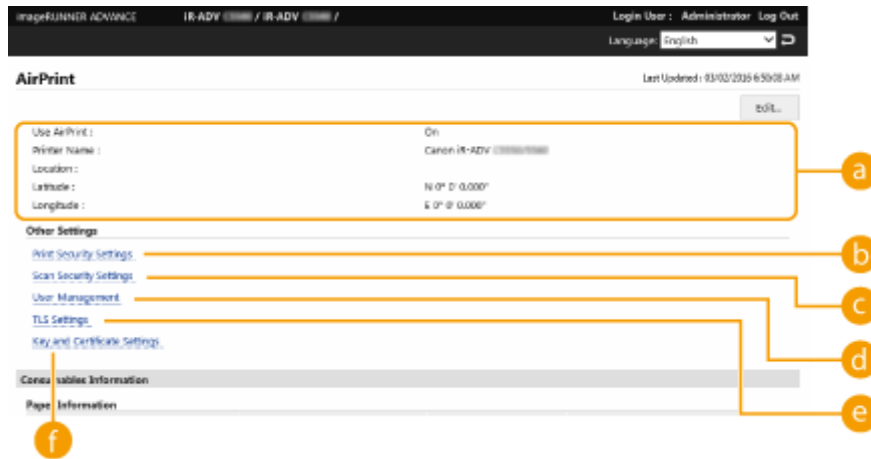 imageRUNNER ADVANCE iR-ADV / iR-ADV / Login User : Administrator Log Out
Language: English
AirPrint Last Updated : 03/02/2016 6:50:08 AM
Edit...
Use AirPrint : On
Printer Name : Canon iR-ADV
Location :
Latitude : N 0° 0' 0.000"
Longitude : E 0° 0' 0.000"
a
Other Settings
Print Security Settings b
Scan Security Settings
User Management c
TLS Settings
Key and Certificate Settings d
Consumables Information
Paper Information e
f